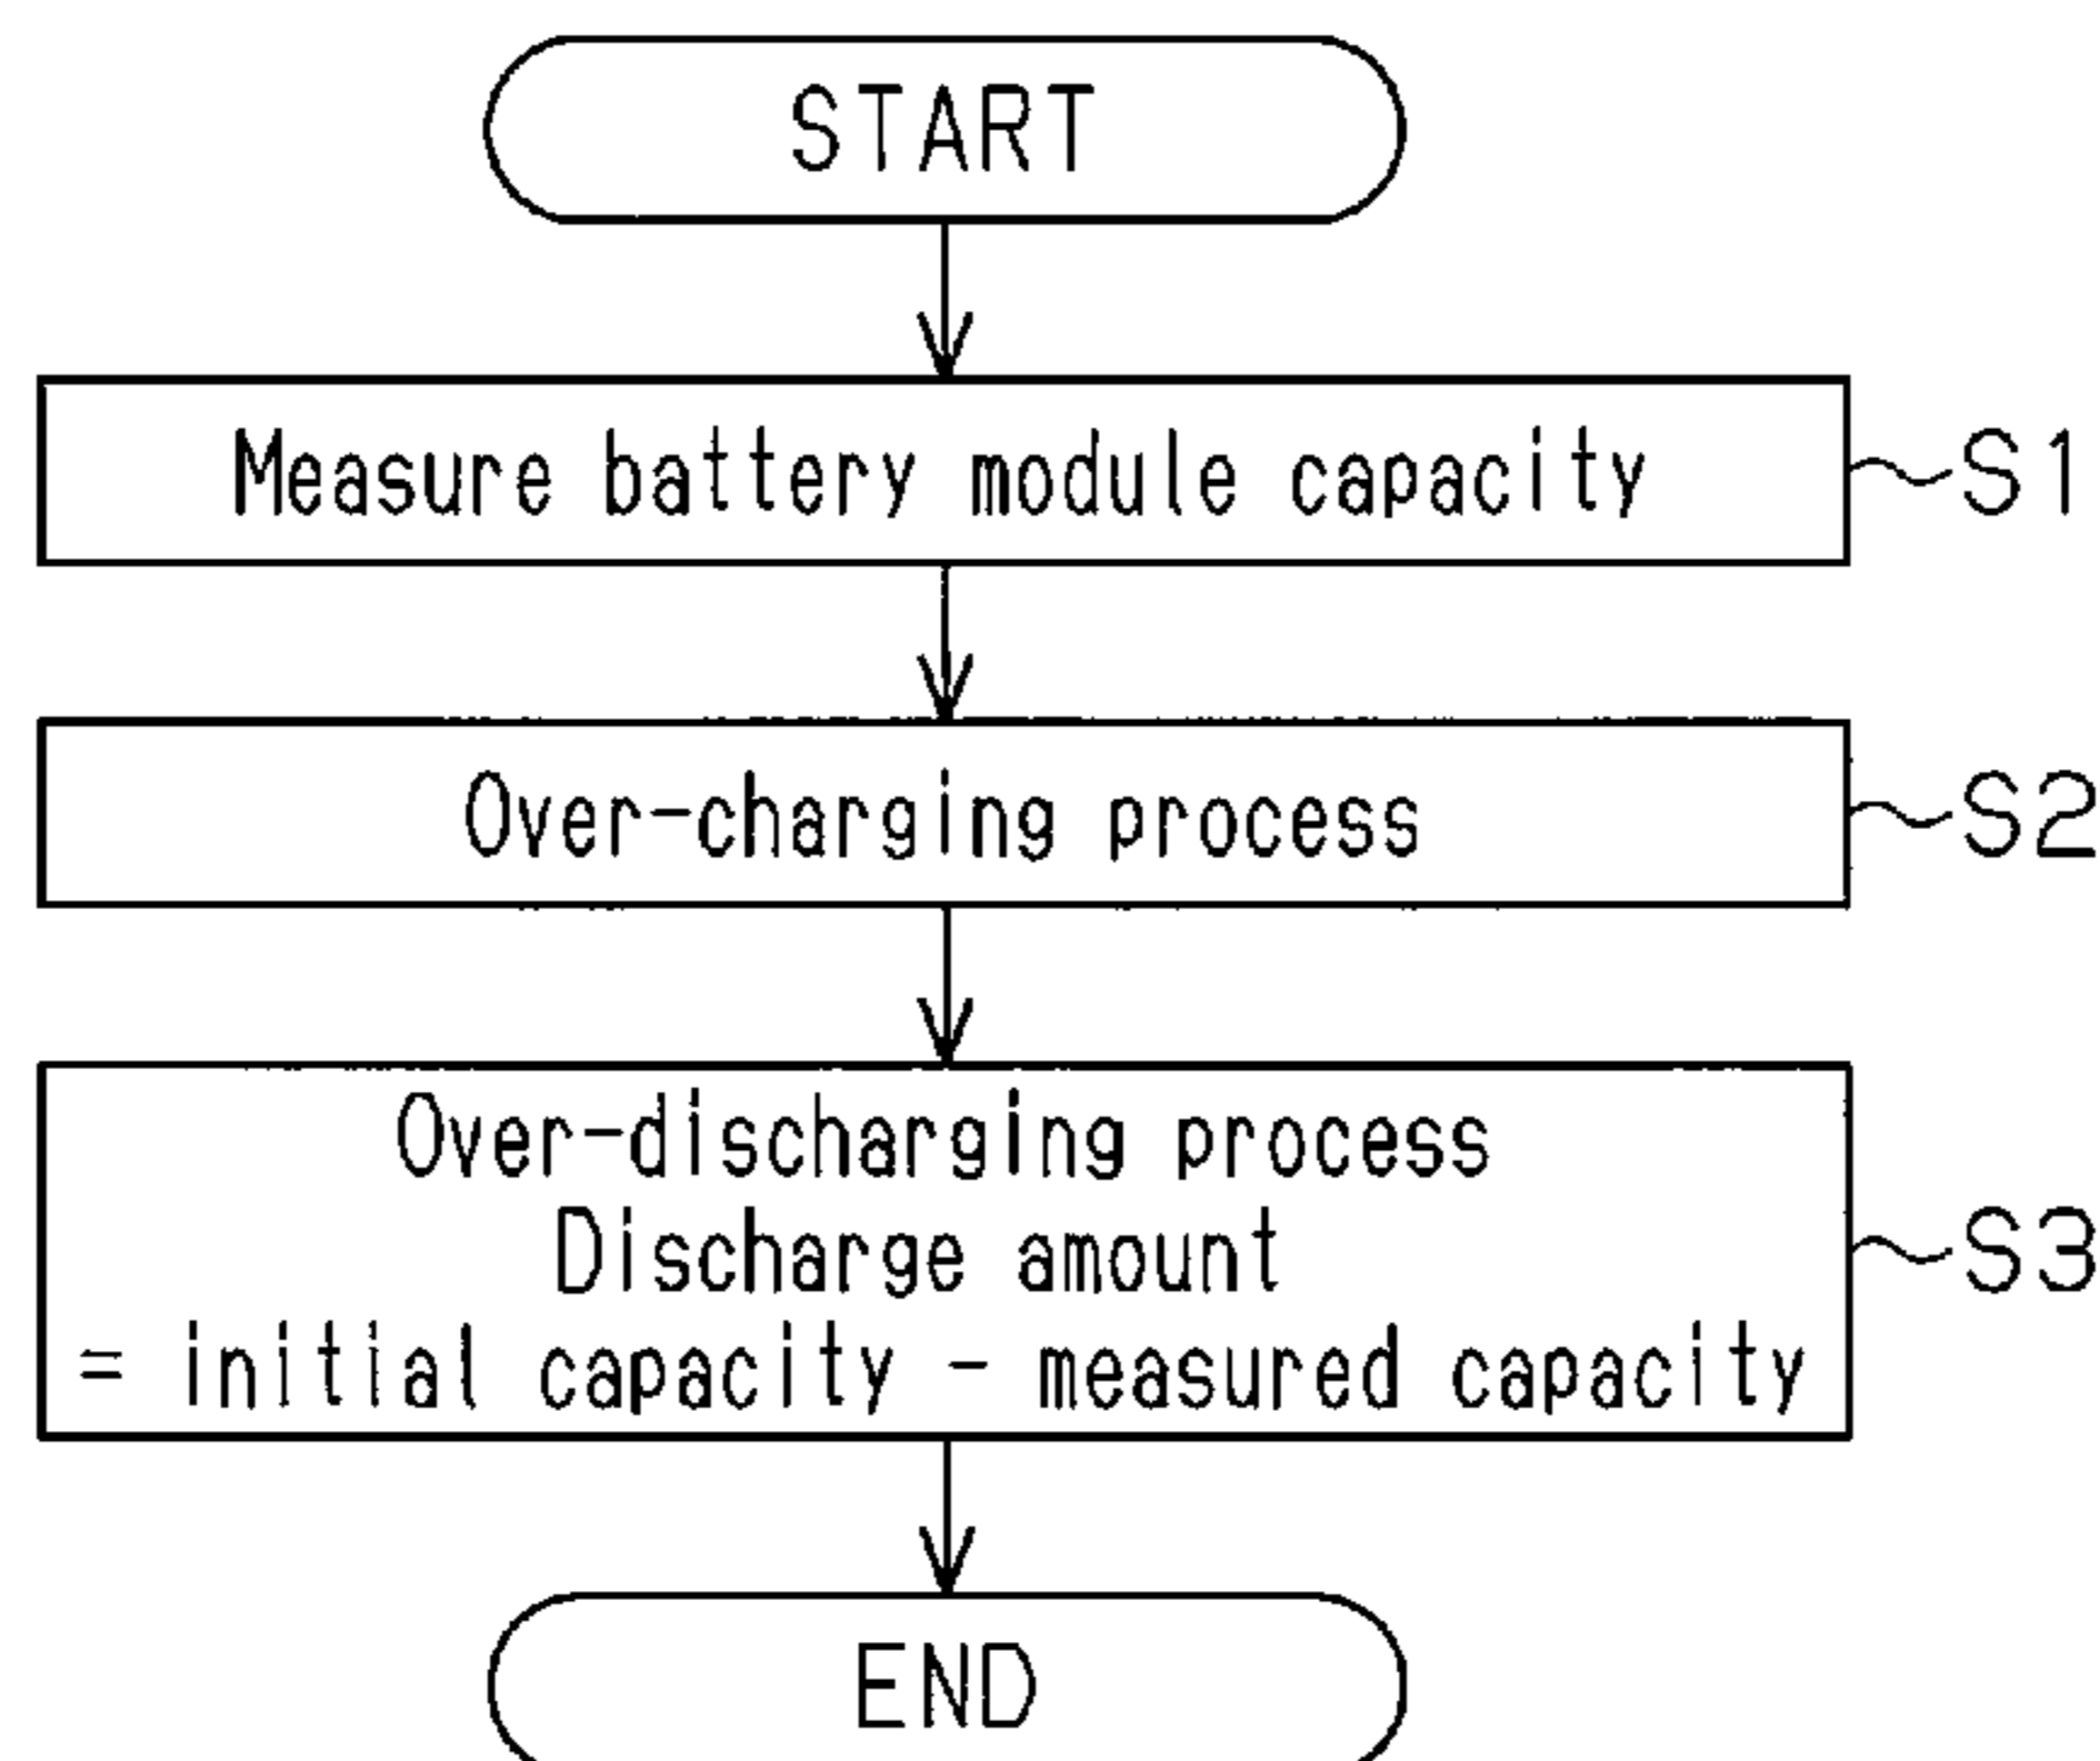 START
Measure battery module capacity
S1
Over-charging process
S2
Over-discharging process
Discharge amount
= initial capacity - measured capacity
S3
END